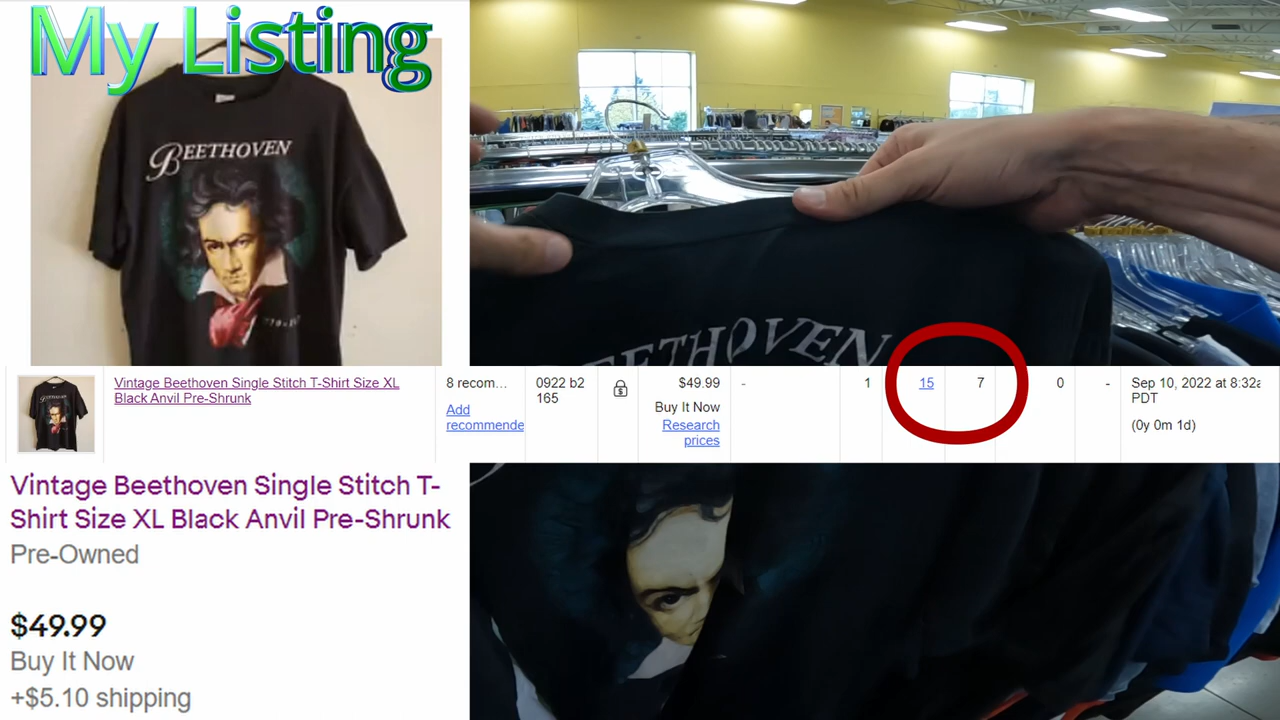 My Listing
BEETHOVEN
EETHOVEN
Vintage Beethoven Single Stitch T-Shirt Size XL
Black Anvil Pre-Shrunk
8 recom...
Add
recommende
0922 b2
165
$
$49.99
Buy It Now
Research
prices
-
1
15
7
0
-
Sep 10, 2022 at 8:32a
PDT
(0y 0m 1d)
Vintage Beethoven Single Stitch T-
Shirt Size XL Black Anvil Pre-Shrunk
Pre-Owned
$49.99
Buy It Now
+$5.10 shipping